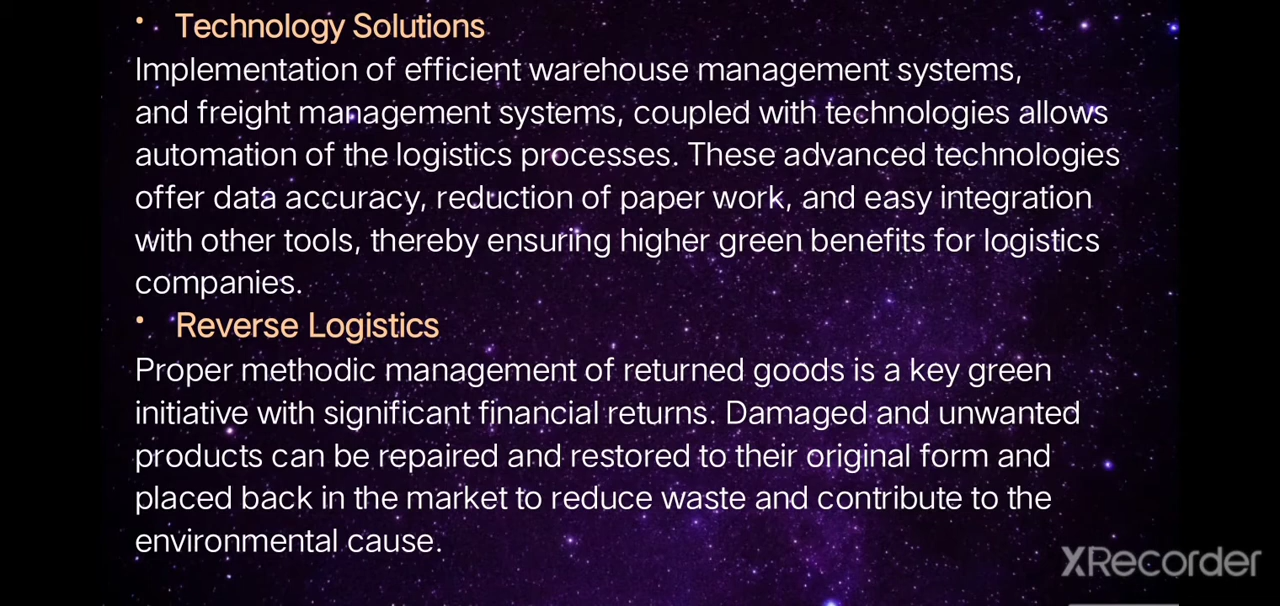 • Technology Solutions
Implementation of efficient warehouse management systems,
and freight management systems, coupled with technologies allows
automation of the logistics processes. These advanced technologies
offer data accuracy, reduction of paper work, and easy integration
with other tools, thereby ensuring higher green benefits for logistics
companies.
• Reverse Logistics
Proper methodic management of returned goods is a key green
initiative with significant financial returns. Damaged and unwanted
products can be repaired and restored to their original form and
placed back in the market to reduce waste and contribute to the
environmental cause.
XRecorder